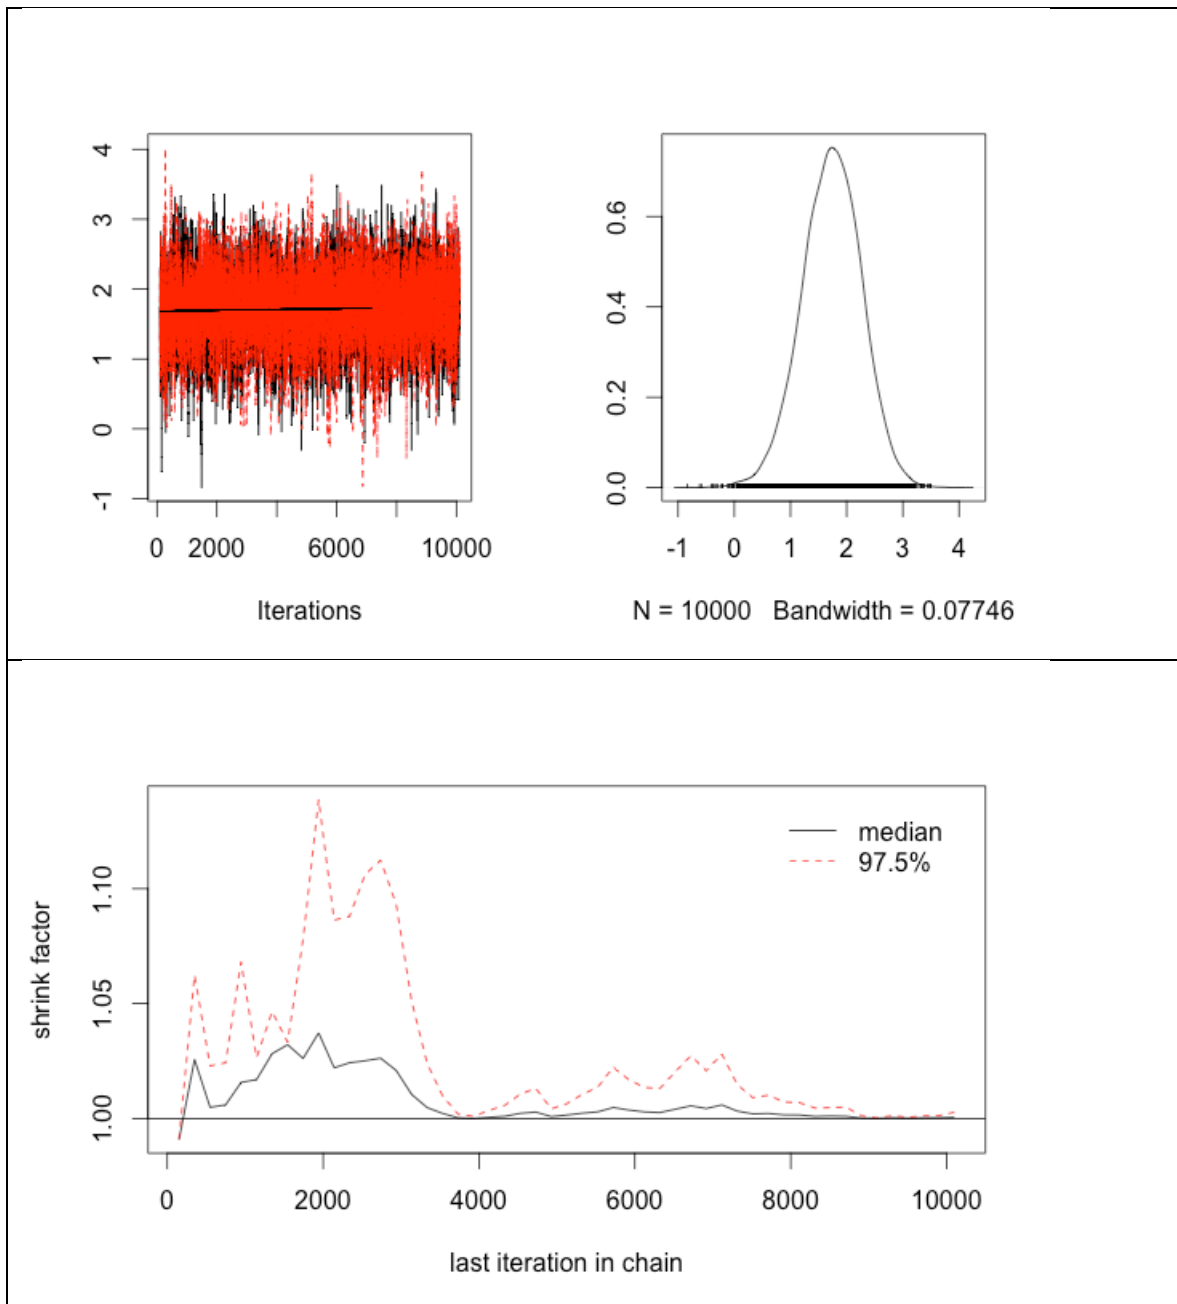 4
3
2
1
0
-1
0 2000 6000 10000
Iterations
0.6
0.4
0.2
0.0
-1 0 1 2 3 4
N = 10000 Bandwidth = 0.07746
median
97.5%
1.10
1.05
1.00
shrink factor
0 2000 4000 6000 8000 10000
last iteration in chain